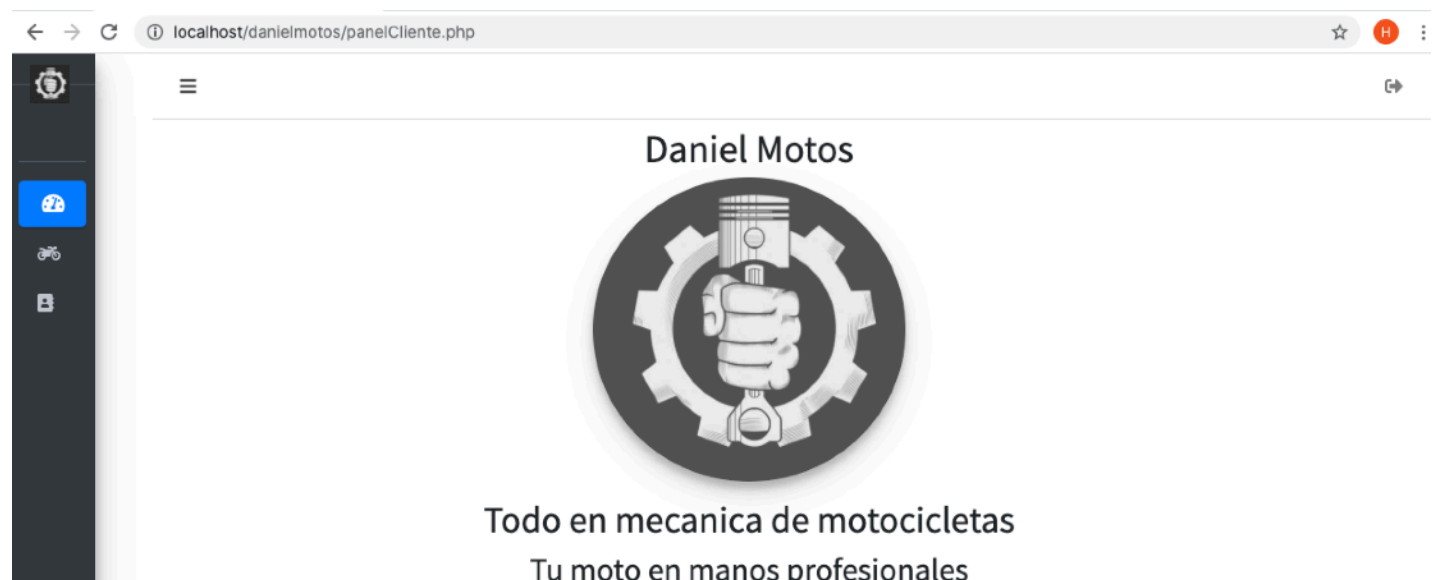 localhost/danielmotos/panelCliente.php
H
Daniel Motos
Todo en mecanica de motocicletas
Tu moto en manos profesionales